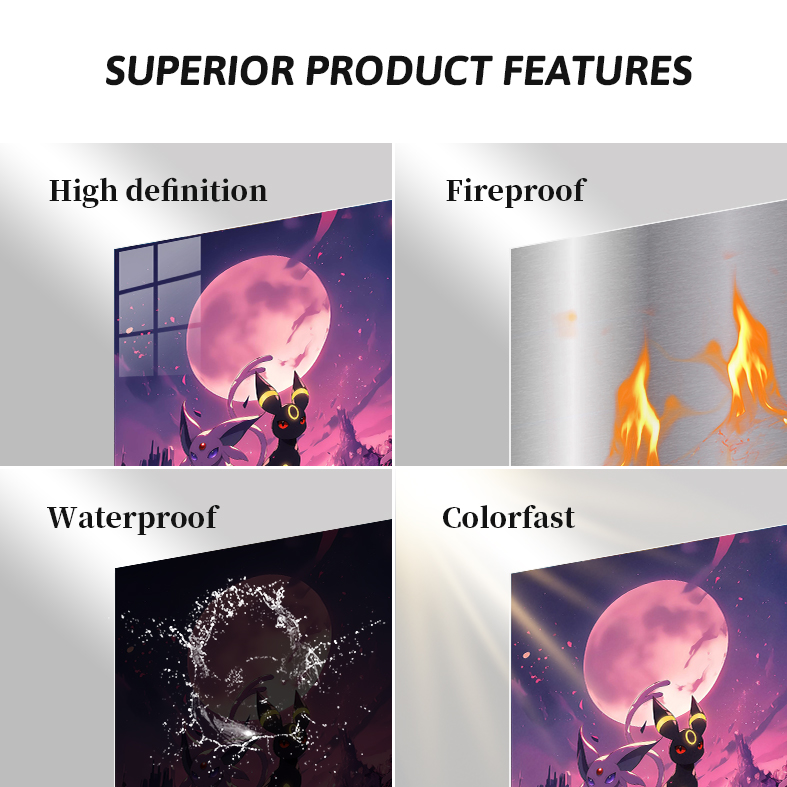 SUPERIOR PRODUCT FEATURES
High definition
Fireproof
Waterproof
Colorfast